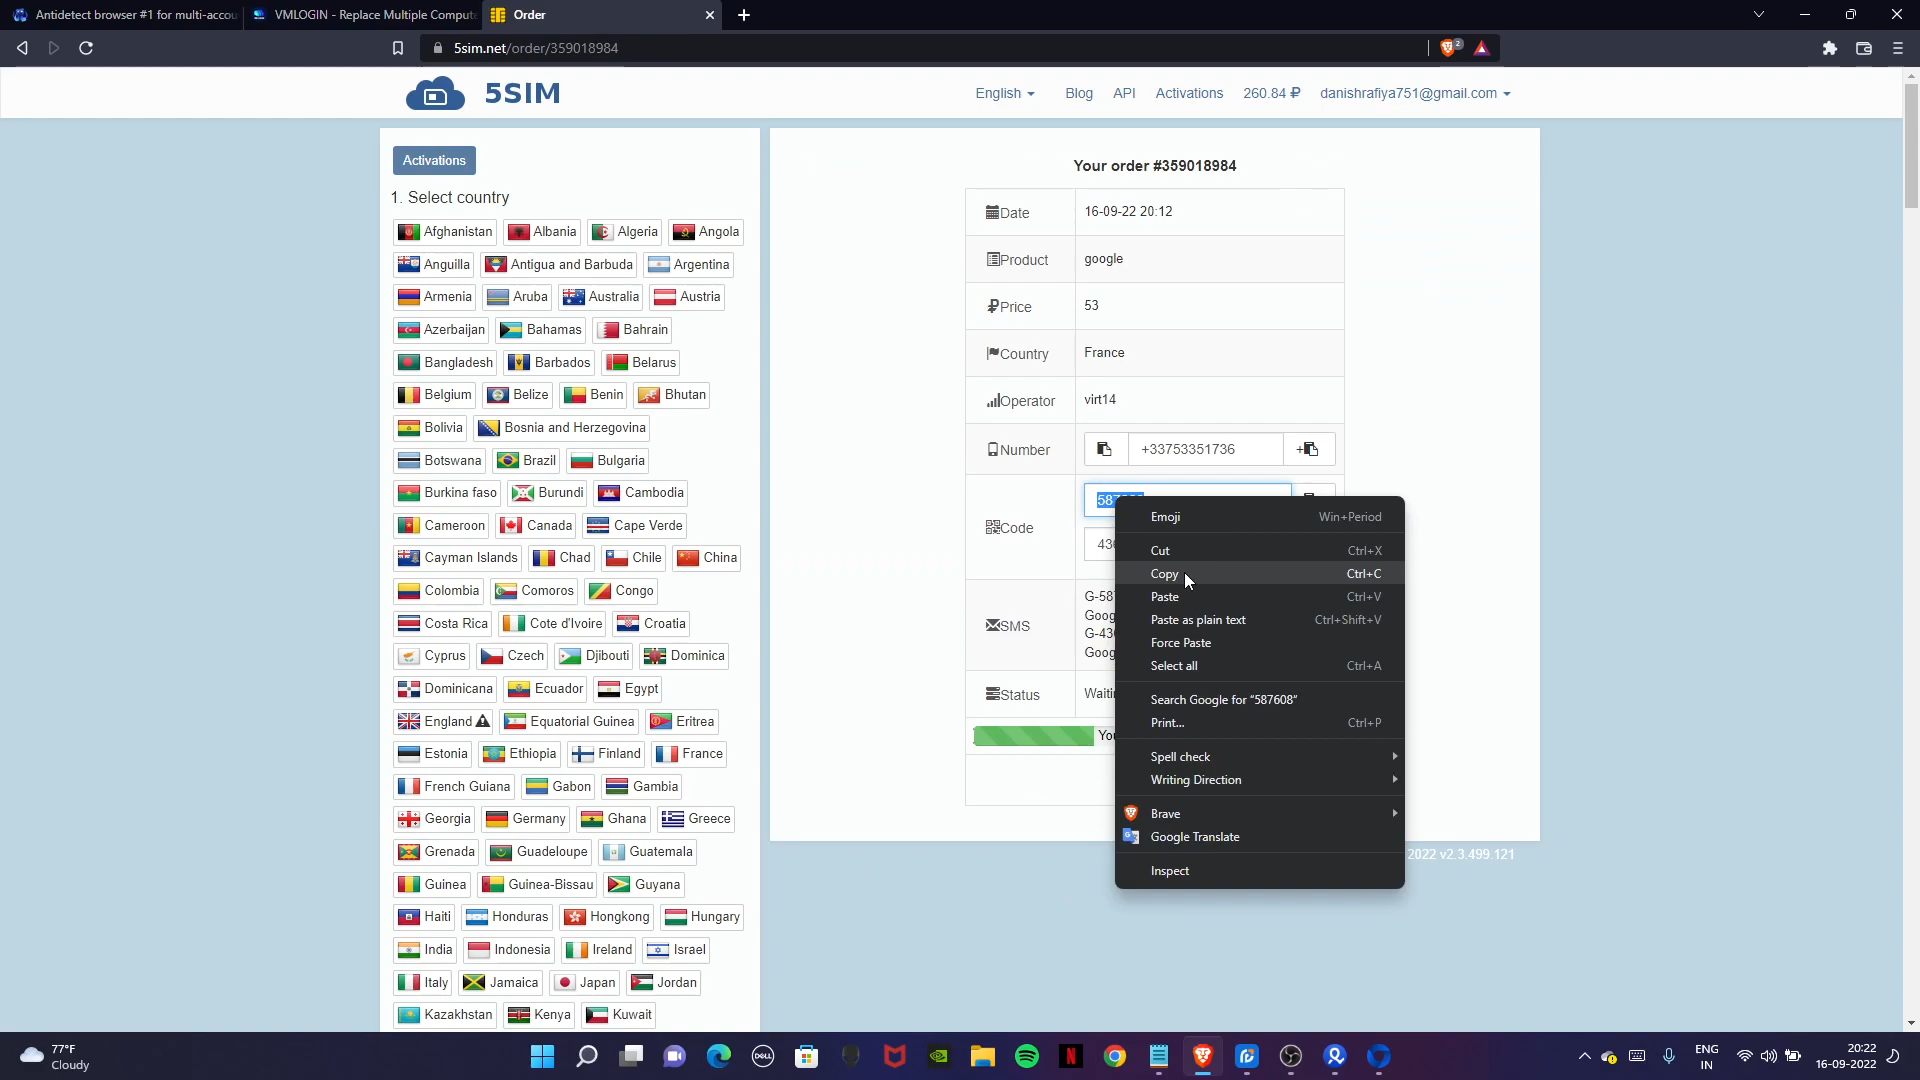 Antidetect browser #1 for multi-accou
VMLOGIN - Replace Multiple Compute
Order
5sim.net/order/359018984
2
5SIM
English
Blog
API
Activations
260.84 ₽
danishrafiya751@gmail.com
Activations
1. Select country
Afghanistan Albania Algeria Angola
Anguilla Antigua and Barbuda Argentina
Armenia Aruba Australia Austria
Azerbaijan Bahamas Bahrain
Bangladesh Barbados Belarus
Belgium Belize Benin Bhutan
Bolivia Bosnia and Herzegovina
Botswana Brazil Bulgaria
Burkina faso Burundi Cambodia
Cameroon Canada Cape Verde
Cayman Islands Chad Chile China
Colombia Comoros Congo
Costa Rica Cote d'Ivoire Croatia
Cyprus Czech Djibouti Dominica
Dominicana Ecuador Egypt
England Equatorial Guinea Eritrea
Estonia Ethiopia Finland France
French Guiana Gabon Gambia
Georgia Germany Ghana Greece
Grenada Guadeloupe Guatemala
Guinea Guinea-Bissau Guyana
Haiti Honduras Hongkong Hungary
India Indonesia Ireland Israel
Italy Jamaica Japan Jordan
Kazakhstan Kenya Kuwait
Your order #359018984
Date 16-09-22 20:12
Product google
₽Price 53
Country France
Operator virt14
Number +33753351736 +
Code
SMS
Status
Emoji Win+Period
Cut Ctrl+X
Copy Ctrl+C
Paste Ctrl+V
Paste as plain text Ctrl+Shift+V
Force Paste
Select all Ctrl+A
Search Google for “587608”
Print... Ctrl+P
Spell check
Writing Direction
Brave
Google Translate
Inspect
2022 v2.3.499.121
77°F
Cloudy
DELL
ENG
IN
20:22
16-09-2022